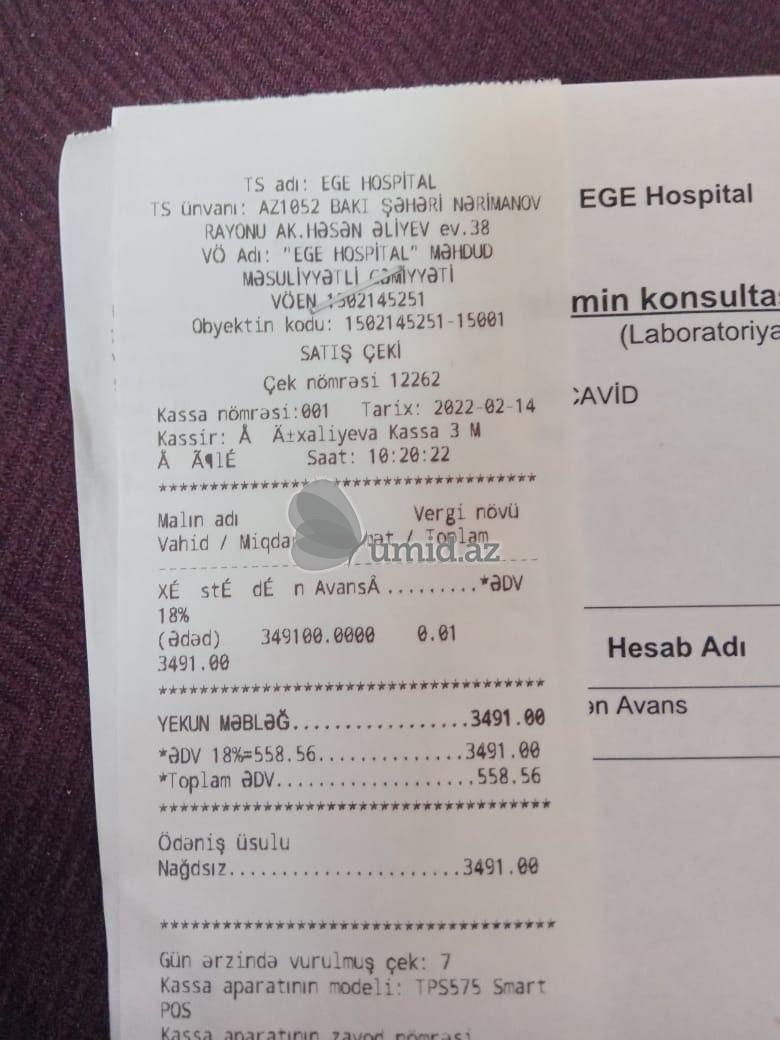 TS adı: EGE HOSPİTAL
TS ünvanı: AZ1052 BAKI ŞƏHƏRİ NƏRİMANOV
RAYONU AK.HƏSƏN ƏLİYEV ev.38
VÖ Adı: "EGE HOSPİTAL" MƏHDUD
MƏSULİYYƏTLİ CƏMİYYƏTİ
VÖEN 1502145251
Obyektin kodu: 1502145251-15001
SATIŞ ÇEKİ
Çek nömrəsi 12262
Kassa nömrəsi:001 Tarix: 2022-02-14
Kassir: Å Ä±xaliyeva Kassa 3 M
Å Ã¶lÉ Saat: 10:20:22
************************************
Malın adı Vergi növü
Vahid / Miqdar / Toplam
umid.az
XÉ stÉ dÉ n AvansÂ .........*ƏDV
18%
(Ədəd) 349100.0000 0.01
3491.00
************************************
YEKUN MƏBLƏĞ..................3491.00
*ƏDV 18%=558.56...............3491.00
*Toplam ƏDV....................558.56
************************************
Ödəniş üsulu
Nağdsız.......................3491.00
************************************
Gün ərzində vurulmuş çek: 7
Kassa aparatının modeli: TPS575 Smart
POS
Kassa aparatının zavod nömrəsi
EGE Hospital
min konsulta
(Laboratoriya
CAVİD
Hesab Adı
ən Avans